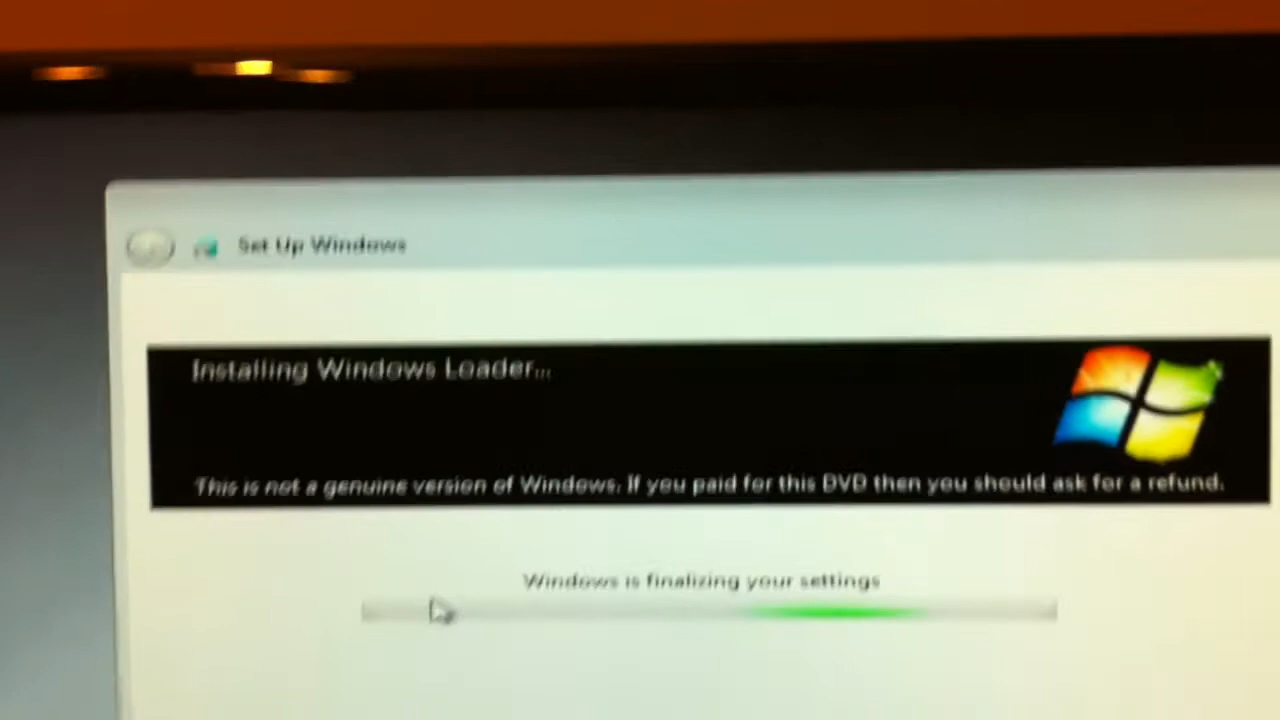 Set Up Windows
Installing Windows Loader...
This is not a genuine version of Windows. If you paid for this DVD then you should ask for a refund.
Windows is finalizing your settings